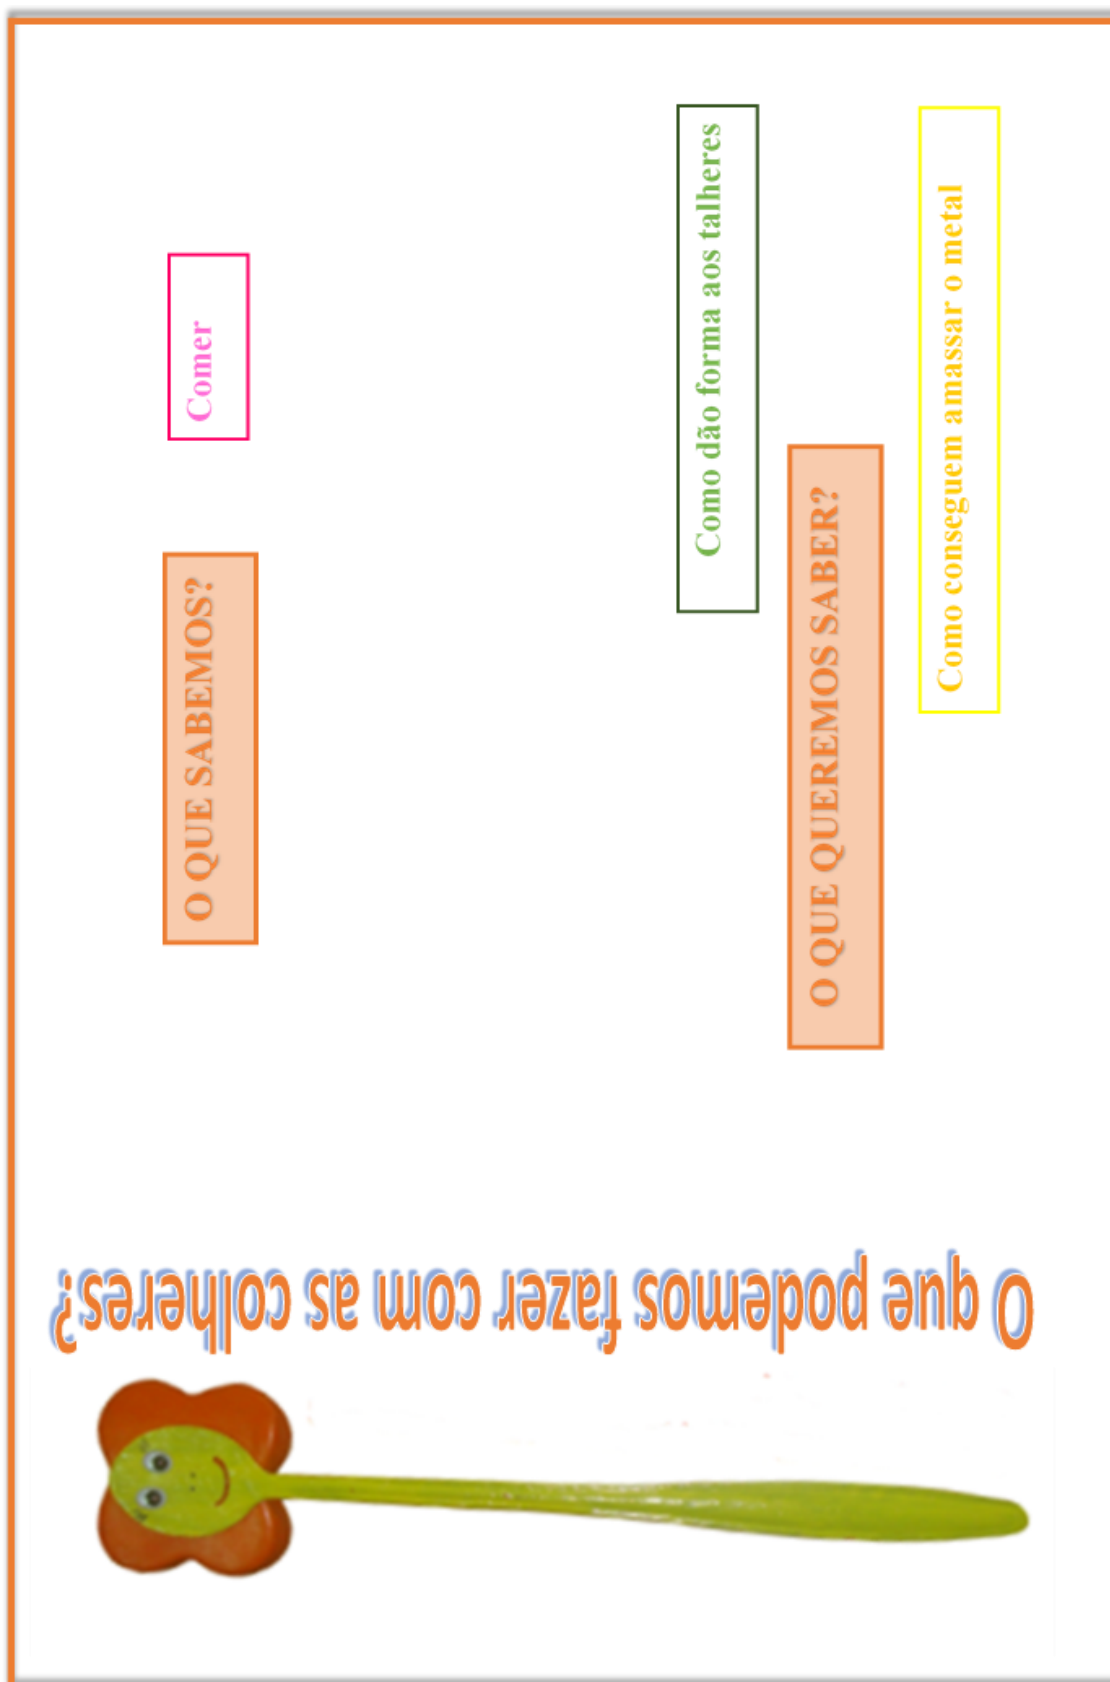 O que podemos fazer com as colheres?
O QUE SABEMOS?
Comer
O QUE QUEREMOS SABER?
Como dão forma aos talheres
Como conseguem amassar o metal